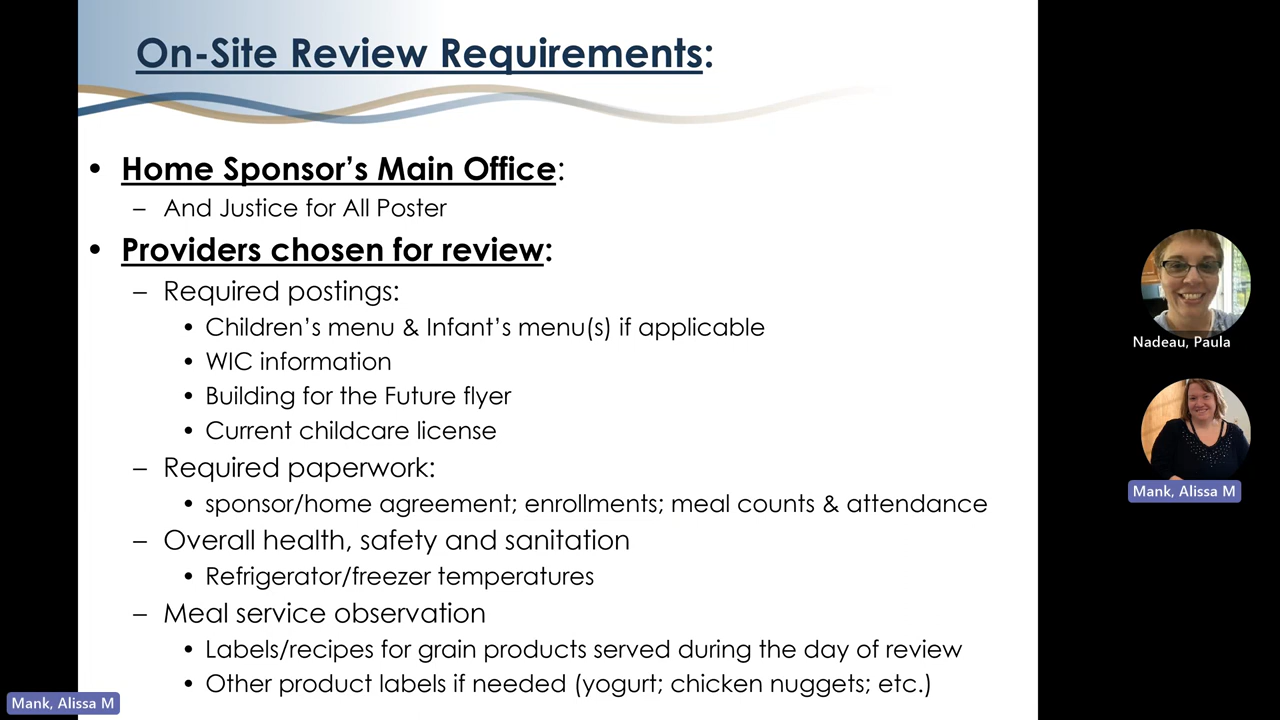 On-Site Review Requirements:
• Home Sponsor's Main Office:
– And Justice for All Poster
• Providers chosen for review:
– Required postings:
• Children's menu & Infant's menu(s) if applicable
• WIC information
• Building for the Future flyer
• Current childcare license
– Required paperwork:
• sponsor/home agreement; enrollments; meal counts & attendance
– Overall health, safety and sanitation
• Refrigerator/freezer temperatures
– Meal service observation
• Labels/recipes for grain products served during the day of review
• Other product labels if needed (yogurt; chicken nuggets; etc.)
Nadeau, Paula
Mank, Alissa M
Mank, Alissa M